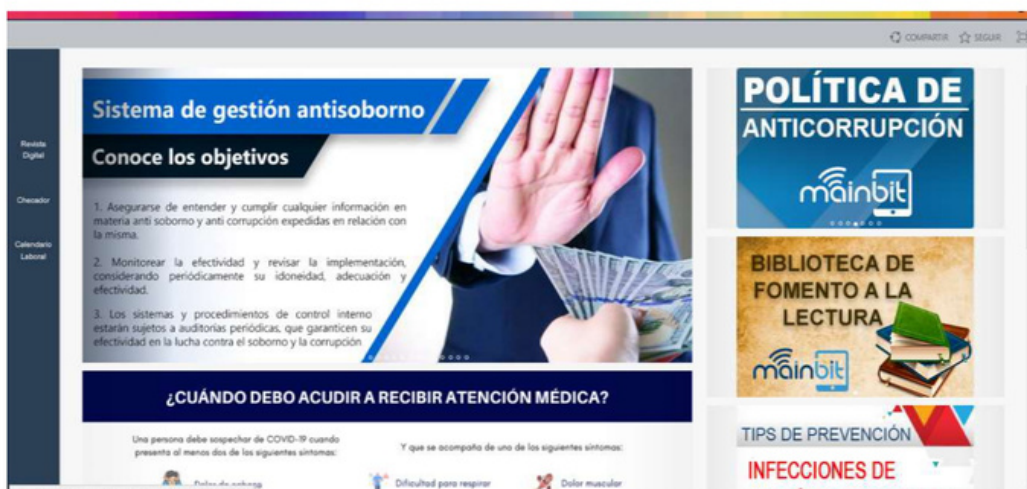 COMPARTIR SEGUIR
Revista
Digital
Checador
Calendario
Laboral
Sistema de gestión antisoborno
Conoce los objetivos
1. Asegurarse de entender y cumplir cualquier información en
materia anti soborno y anti corrupción expedidas en relación con
la misma.
2. Monitorear la efectividad y revisar la implementación,
considerando periódicamente su idoneidad, adecuación y
efectividad.
3. Los sistemas y procedimientos de control interno
estarán sujetos a auditorías periódicas, que garanticen su
efectividad en la lucha contra el soborno y la corrupción
¿CUÁNDO DEBO ACUDIR A RECIBIR ATENCIÓN MÉDICA?
Una persona debe sospechar de COVID-19 cuando
presenta al menos dos de los siguientes síntomas:
Dolor de cabeza
Y que se acompaña de uno de los siguientes síntomas:
Dificultad para respirar
Dolor muscular
POLÍTICA DE
ANTICORRUPCIÓN
mainbit
BIBLIOTECA DE
FOMENTO A LA
LECTURA
mainbit
TIPS DE PREVENCIÓN
INFECCIONES DE